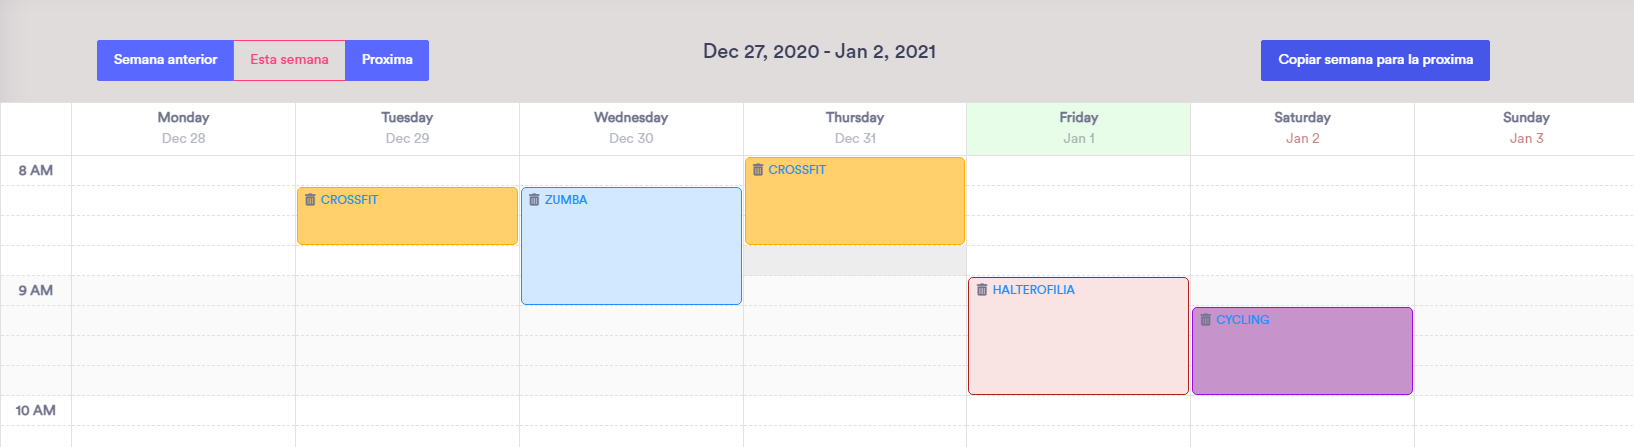 Semana anterior Esta semana Proxima
Dec 27, 2020 - Jan 2, 2021
Copiar semana para la proxima
Monday Tuesday Wednesday Thursday Friday Saturday Sunday
Dec 28 Dec 29 Dec 30 Dec 31 Jan 1 Jan 2 Jan 3
8 AM
CROSSFIT
CROSSFIT ZUMBA
9 AM
HALTEROFILIA
CYCLING
10 AM